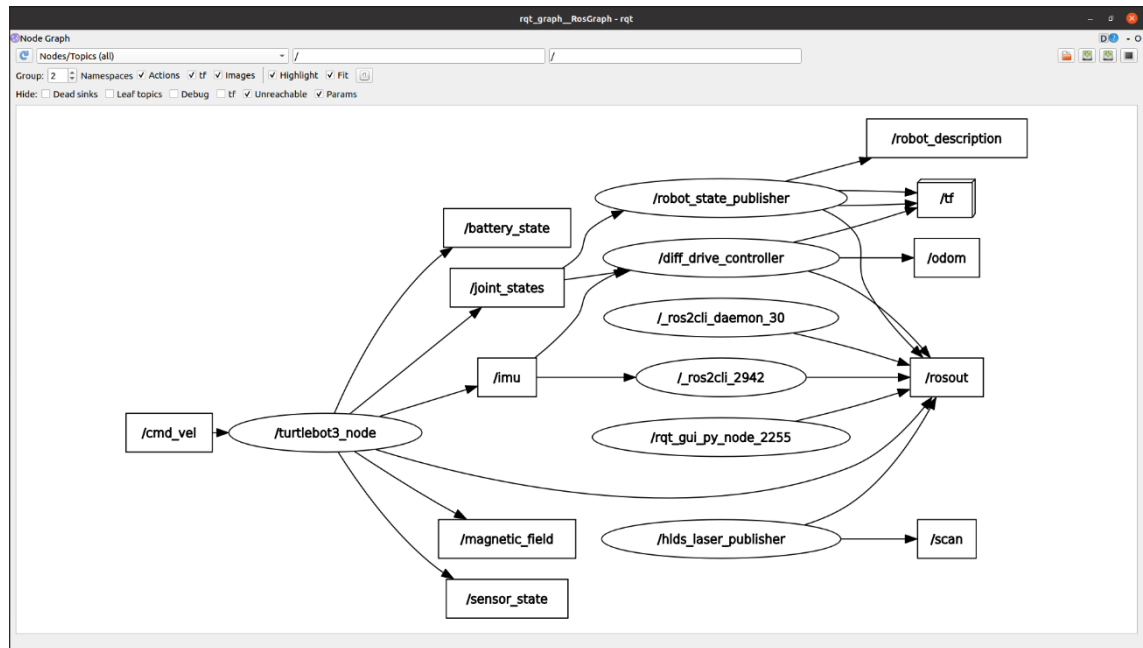 rqt_graph__RosGraph - rqt
Node Graph
D - O
Nodes/Topics (all) / /
Group: 2 Namespaces Actions tf Images Highlight Fit
Hide: Dead sinks Leaf topics Debug tf Unreachable Params
/robot_description
/robot_state_publisher
/tf
/battery_state
/diff_drive_controller
/odom
/joint_states
/_ros2cli_daemon_30
/imu
/_ros2cli_2942
/rosout
/cmd_vel
/turtlebot3_node
/rqt_gui_py_node_2255
/magnetic_field
/hlds_laser_publisher
/scan
/sensor_state